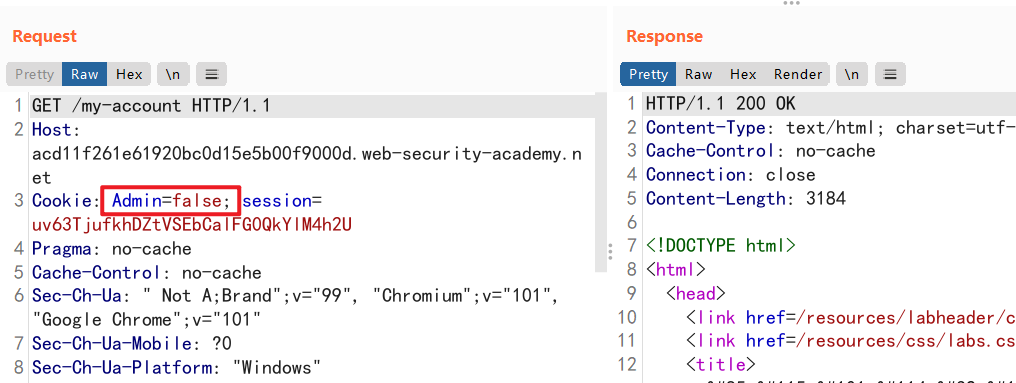 Request
Pretty Raw Hex \n
1 GET /my-account HTTP/1.1
2 Host:
acd11f261e61920bc0d15e5b00f9000d.web-security-academy.n
et
3 Cookie: Admin=false; session=
uv63TjufkhDZtVSEbCalFGOQkYlM4h2U
4 Pragma: no-cache
5 Cache-Control: no-cache
6 Sec-Ch-Ua: " Not A;Brand";v="99", "Chromium";v="101",
"Google Chrome";v="101"
7 Sec-Ch-Ua-Mobile: ?0
8 Sec-Ch-Ua-Platform: "Windows"
Response
Pretty Raw Hex Render \n
1 HTTP/1.1 200 OK
2 Content-Type: text/html; charset=utf-
3 Cache-Control: no-cache
4 Connection: close
5 Content-Length: 3184
6
7 <!DOCTYPE html>
8 <html>
9 <head>
10 <link href=/resources/labheader/c
11 <link href=/resources/css/labs.cs
12 <title>